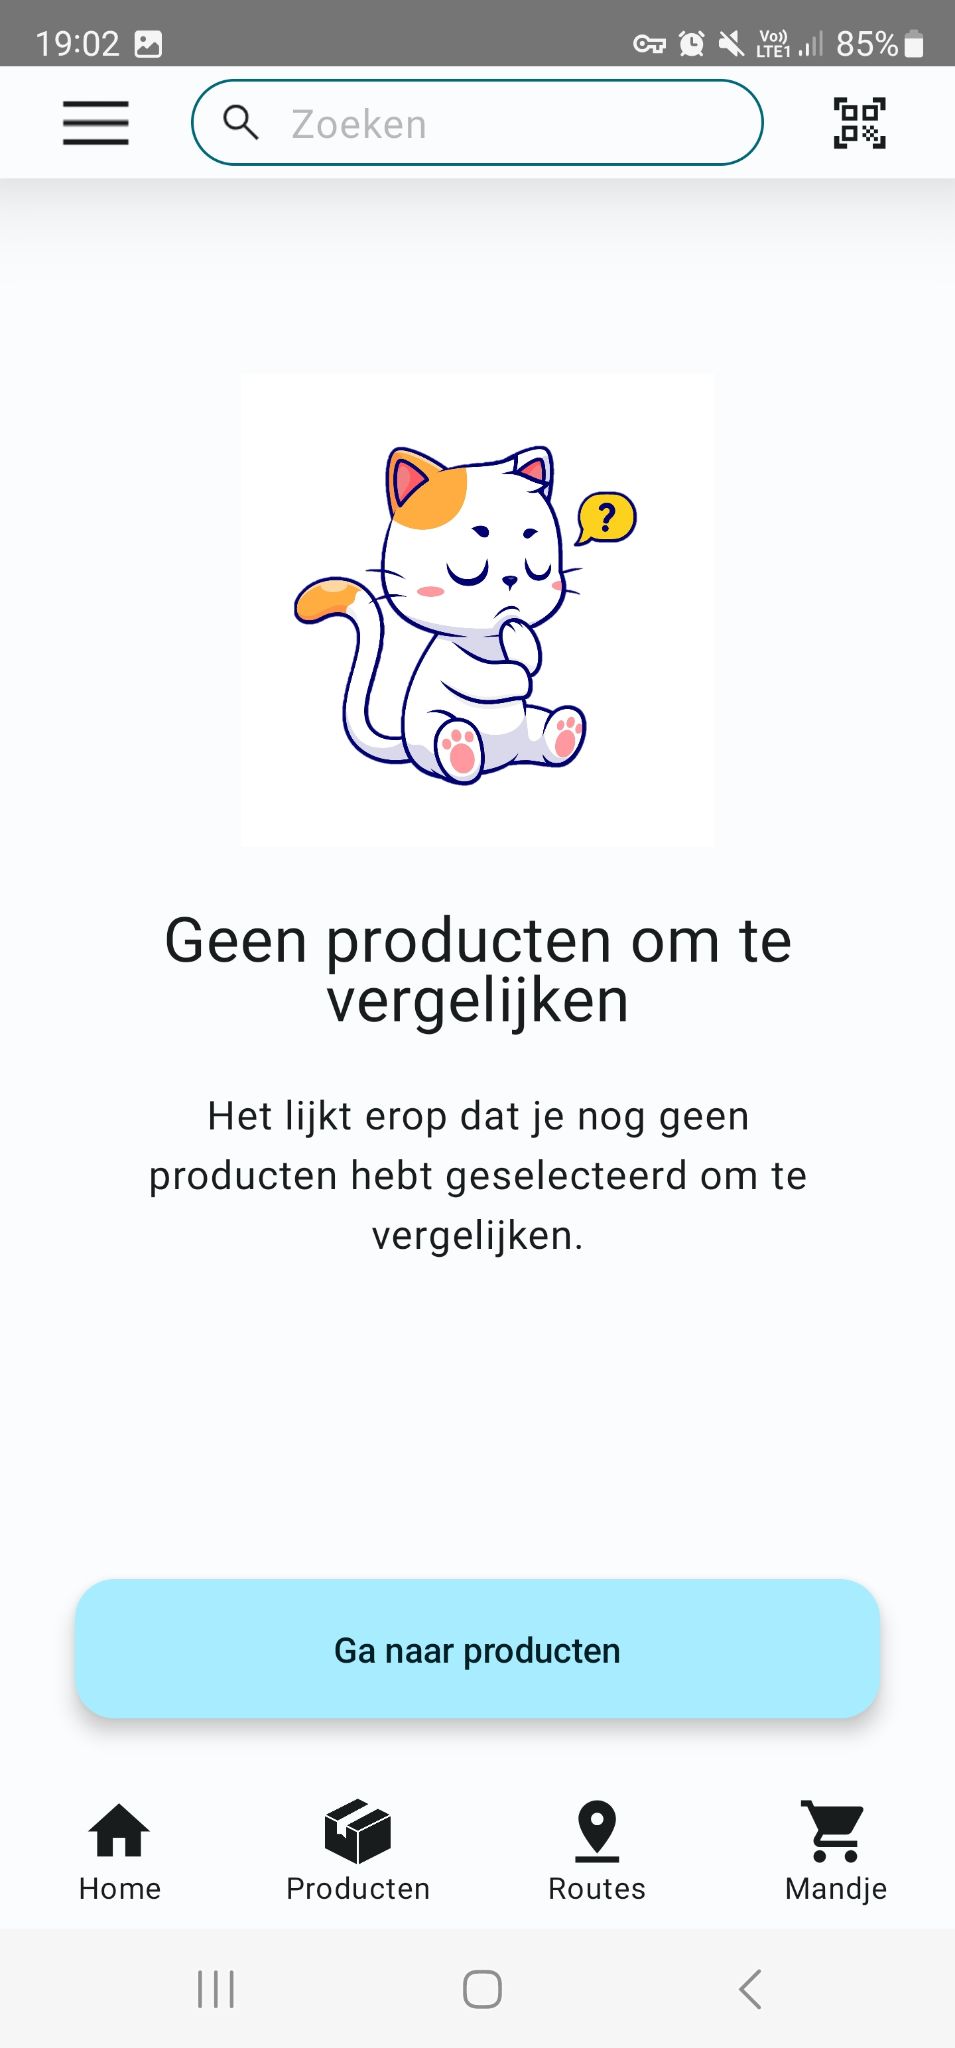 19:02
Vo)) LTE1 85%
Zoeken
?
Geen producten om te
vergelijken
Het lijkt erop dat je nog geen
producten hebt geselecteerd om te
vergelijken.
Ga naar producten
Home Producten Routes Mandje